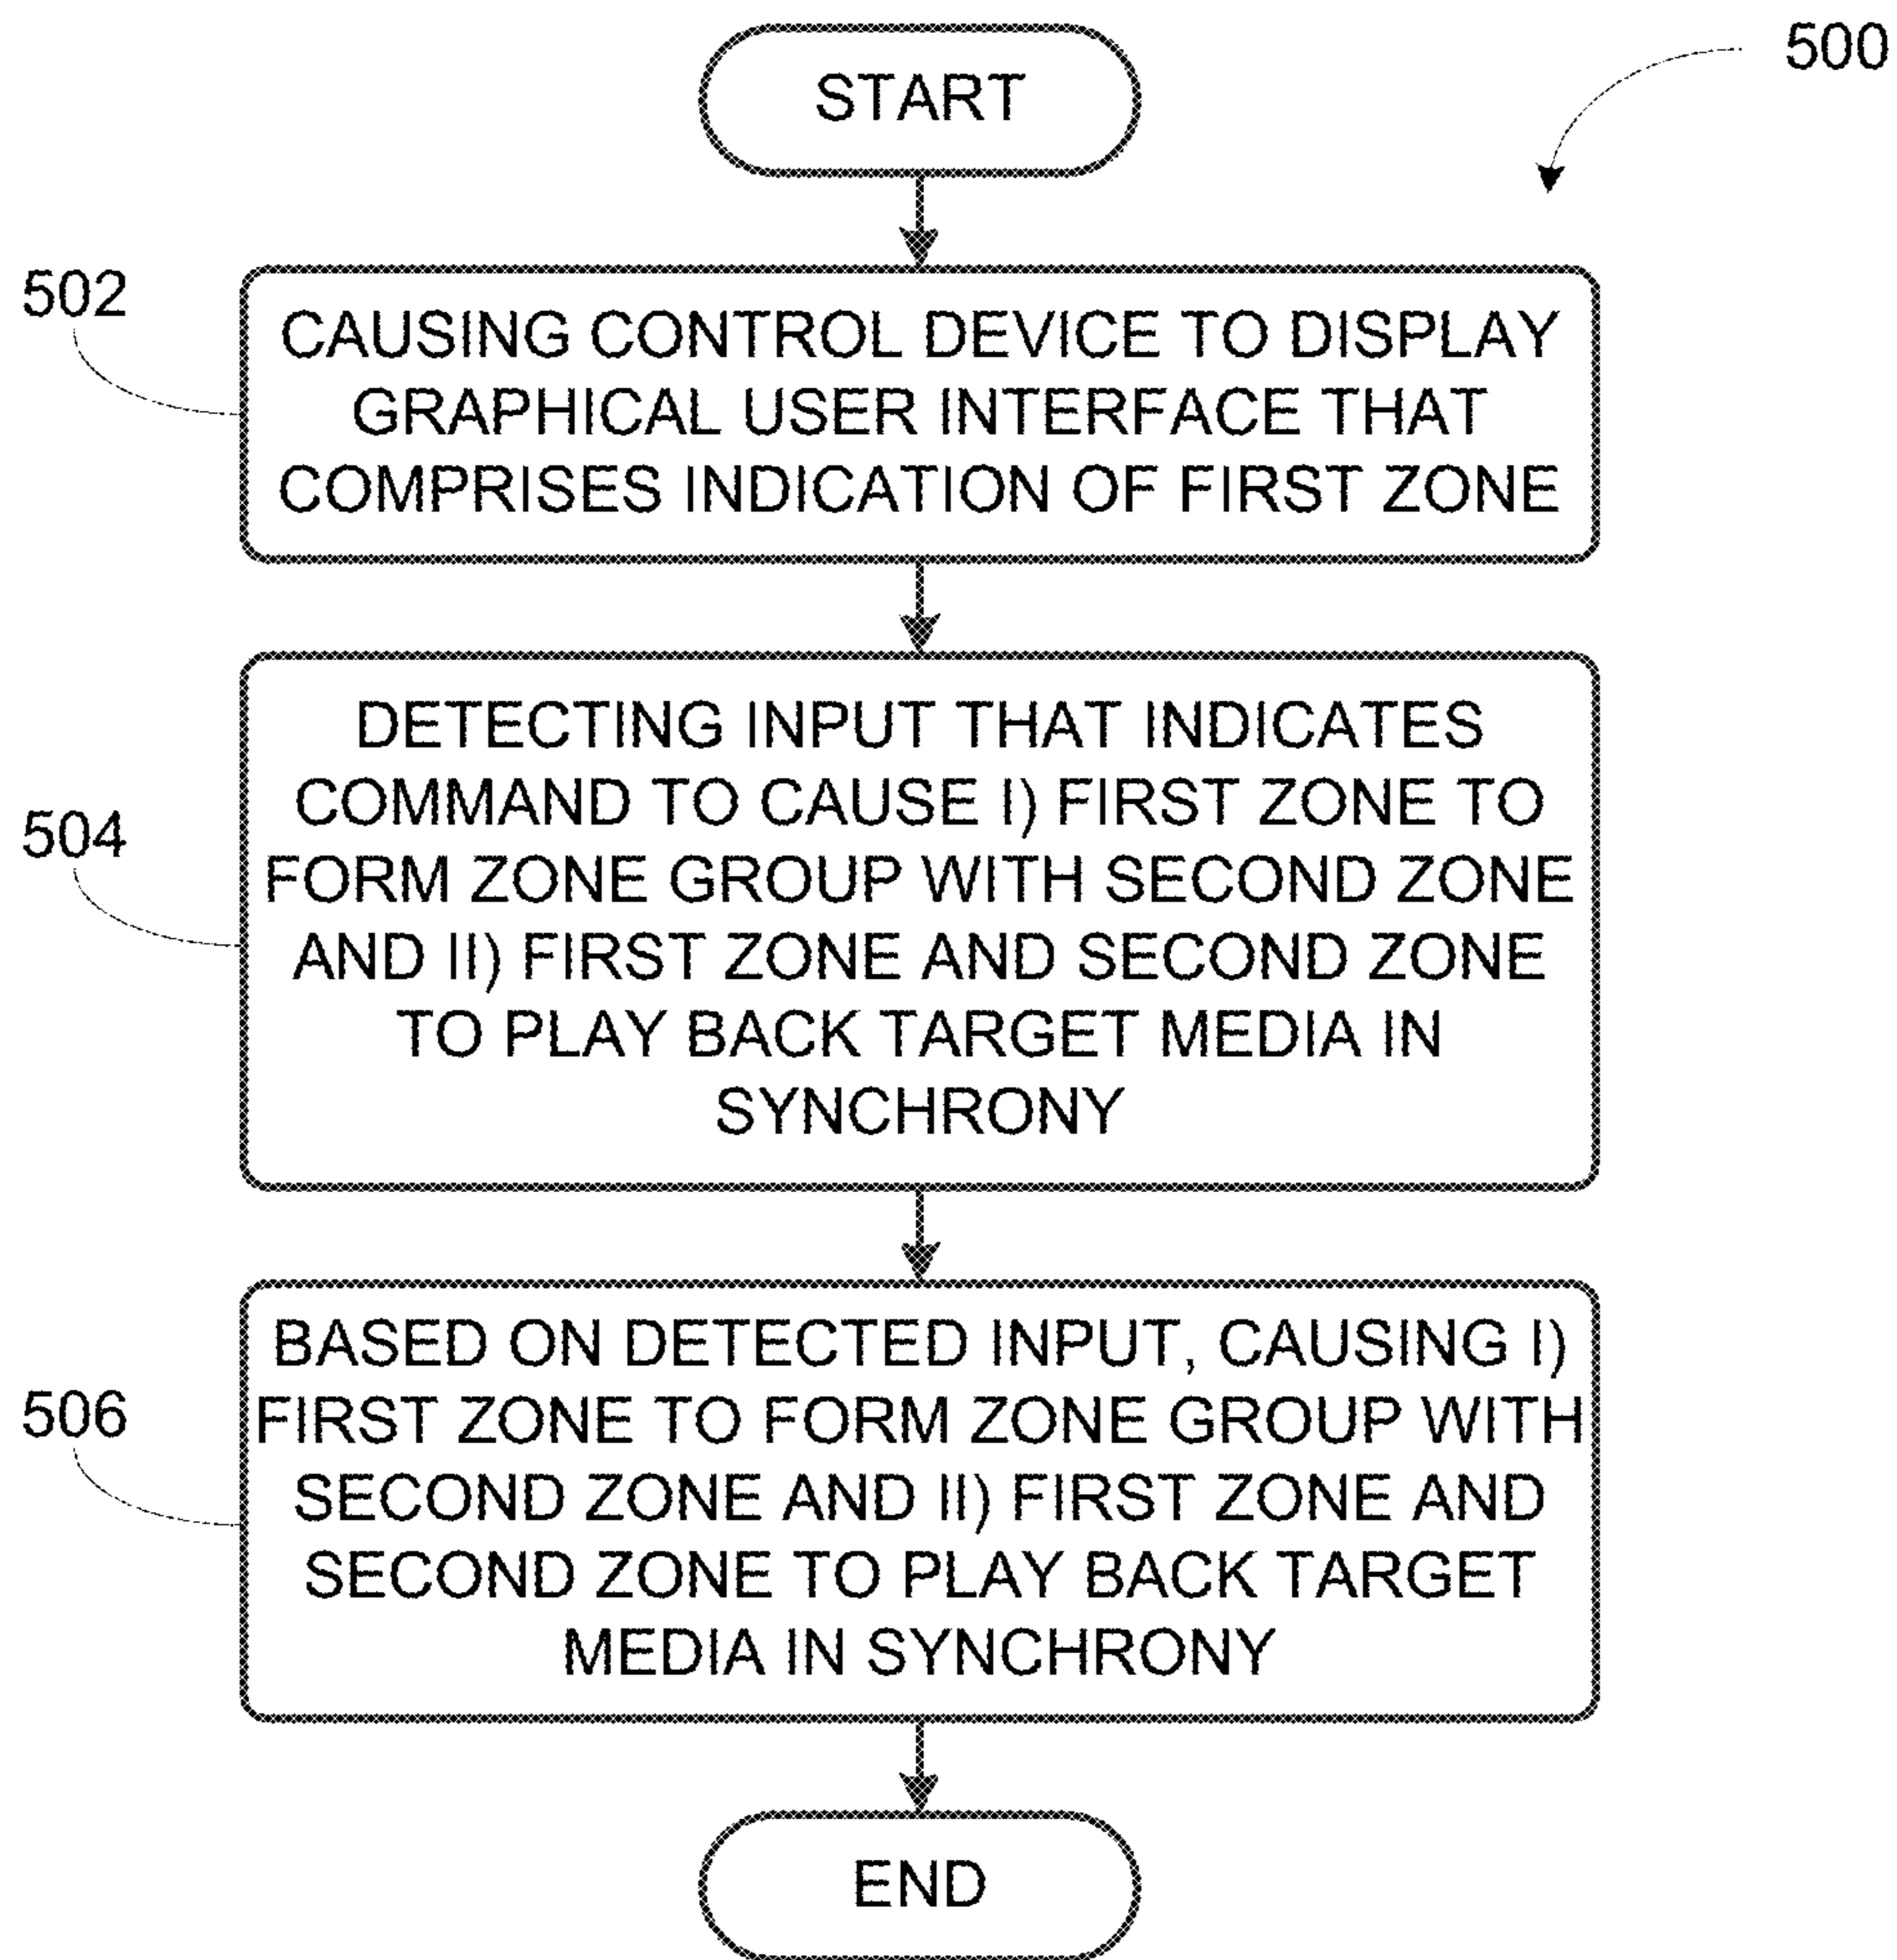 START
500
502
CAUSING CONTROL DEVICE TO DISPLAY
GRAPHICAL USER INTERFACE THAT
COMPRISES INDICATION OF FIRST ZONE
504
DETECTING INPUT THAT INDICATES
COMMAND TO CAUSE I) FIRST ZONE TO
FORM ZONE GROUP WITH SECOND ZONE
AND II) FIRST ZONE AND SECOND ZONE
TO PLAY BACK TARGET MEDIA IN
SYNCHRONY
506
BASED ON DETECTED INPUT, CAUSING I)
FIRST ZONE TO FORM ZONE GROUP WITH
SECOND ZONE AND II) FIRST ZONE AND
SECOND ZONE TO PLAY BACK TARGET
MEDIA IN SYNCHRONY
END